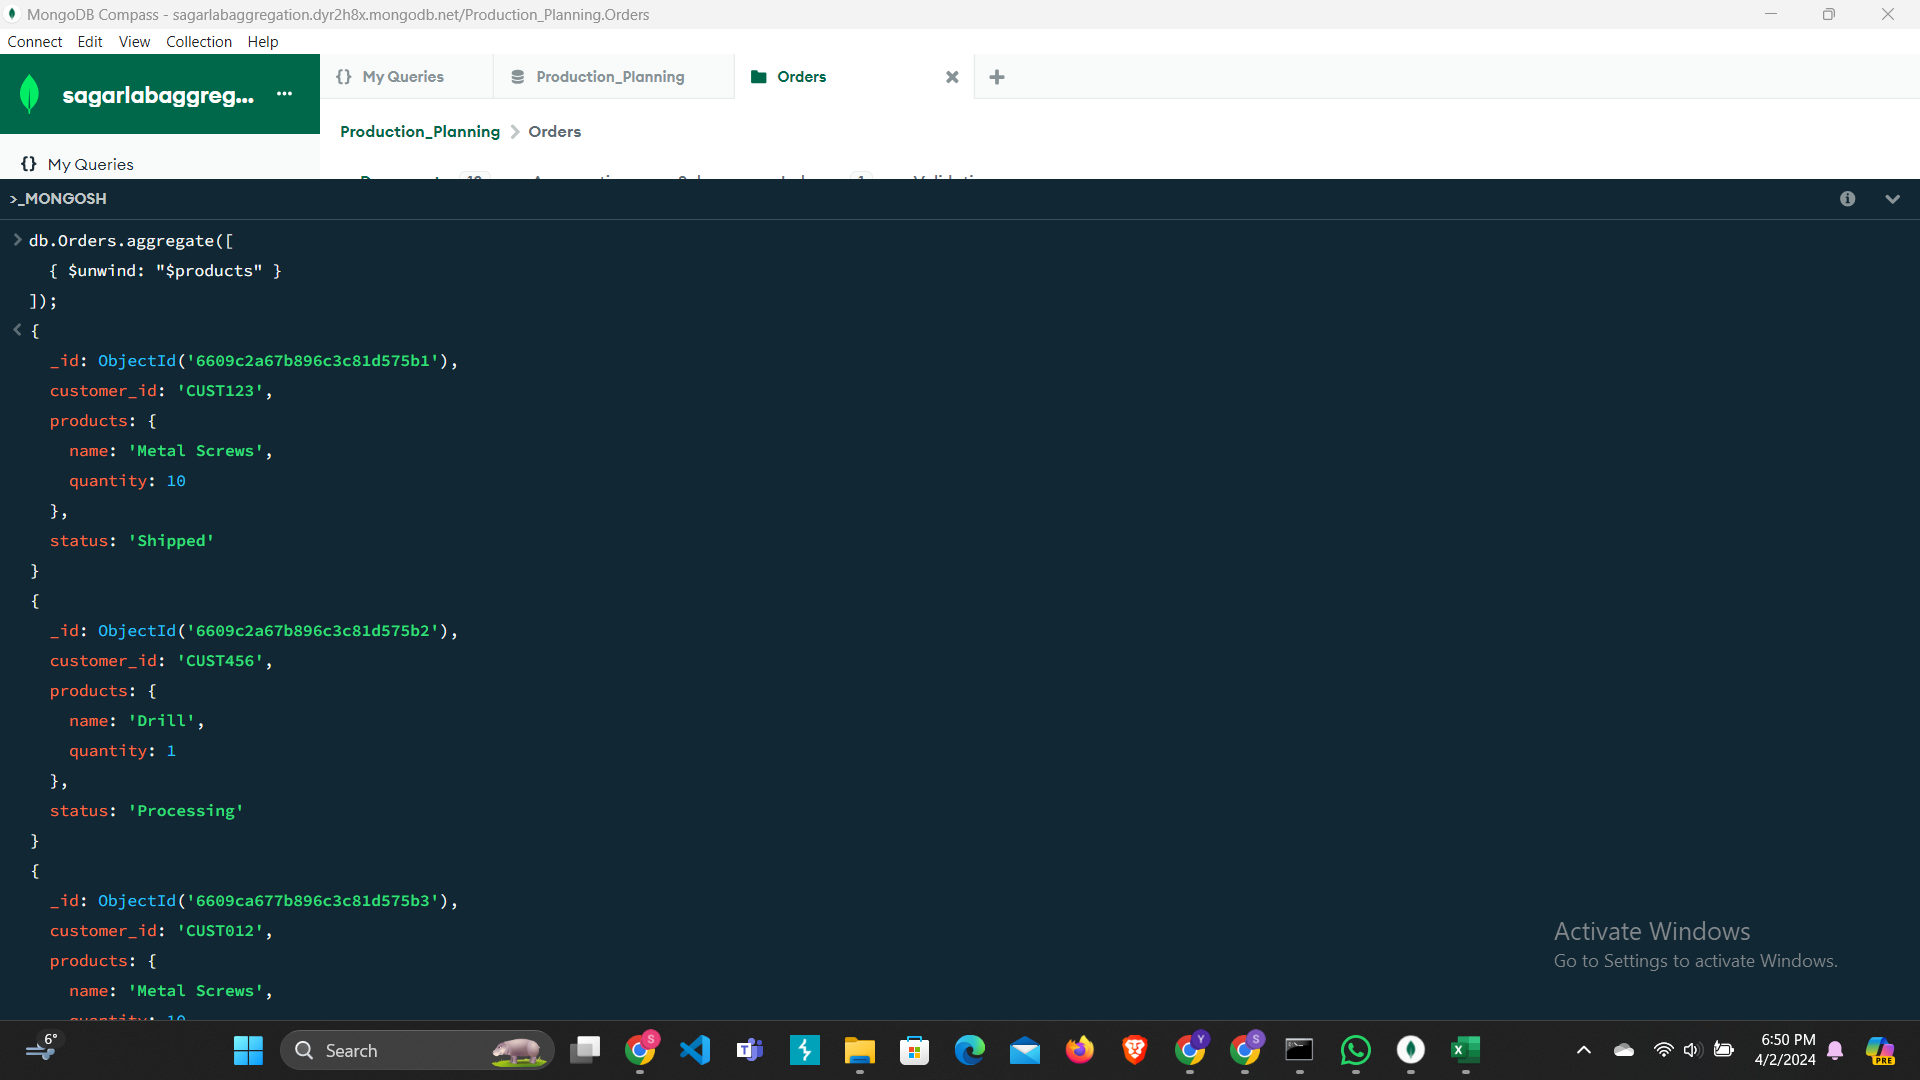 MongoDB Compass - sagarlabaggregation.dyr2h8x.mongodb.net/Production_Planning.Orders
Connect Edit View Collection Help
sagarlabaggreg... ...
{} My Queries
Production_Planning
Orders
Production_Planning > Orders
{} My Queries
>_MONGOSH
> db.Orders.aggregate([
{ $unwind: "$products" }
]);
< {
_id: ObjectId('6609c2a67b896c3c81d575b1'),
customer_id: 'CUST123',
products: {
name: 'Metal Screws',
quantity: 10
},
status: 'Shipped'
}
{
_id: ObjectId('6609c2a67b896c3c81d575b2'),
customer_id: 'CUST456',
products: {
name: 'Drill',
quantity: 1
},
status: 'Processing'
}
{
_id: ObjectId('6609ca677b896c3c81d575b3'),
customer_id: 'CUST012',
products: {
name: 'Metal Screws',
quantity: 10
Activate Windows
Go to Settings to activate Windows.
6°
Search
S
Y
S
6:50 PM
4/2/2024
PRE